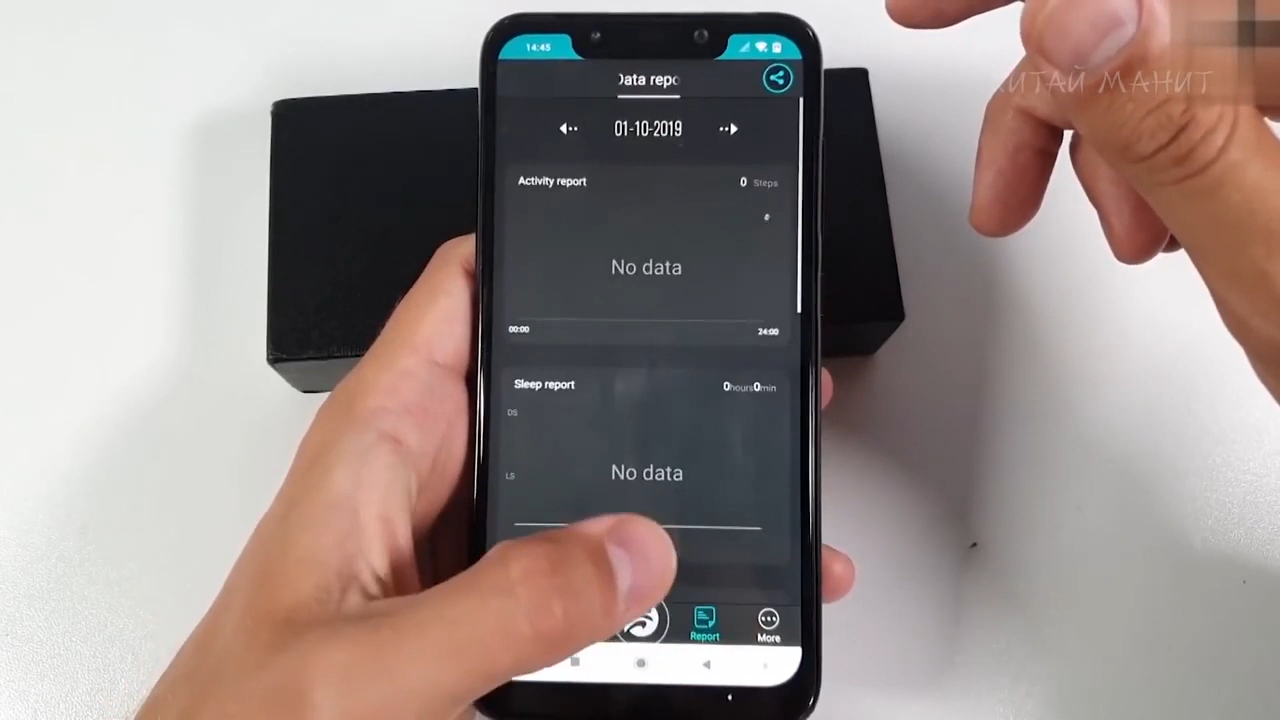 14:45
КИТАЙ МАНИТ
Data repo
01-10-2019
Activity report
0 Steps
No data
00:00
24:00
Sleep report
0hours0min
DS
No data
LS
Report
More